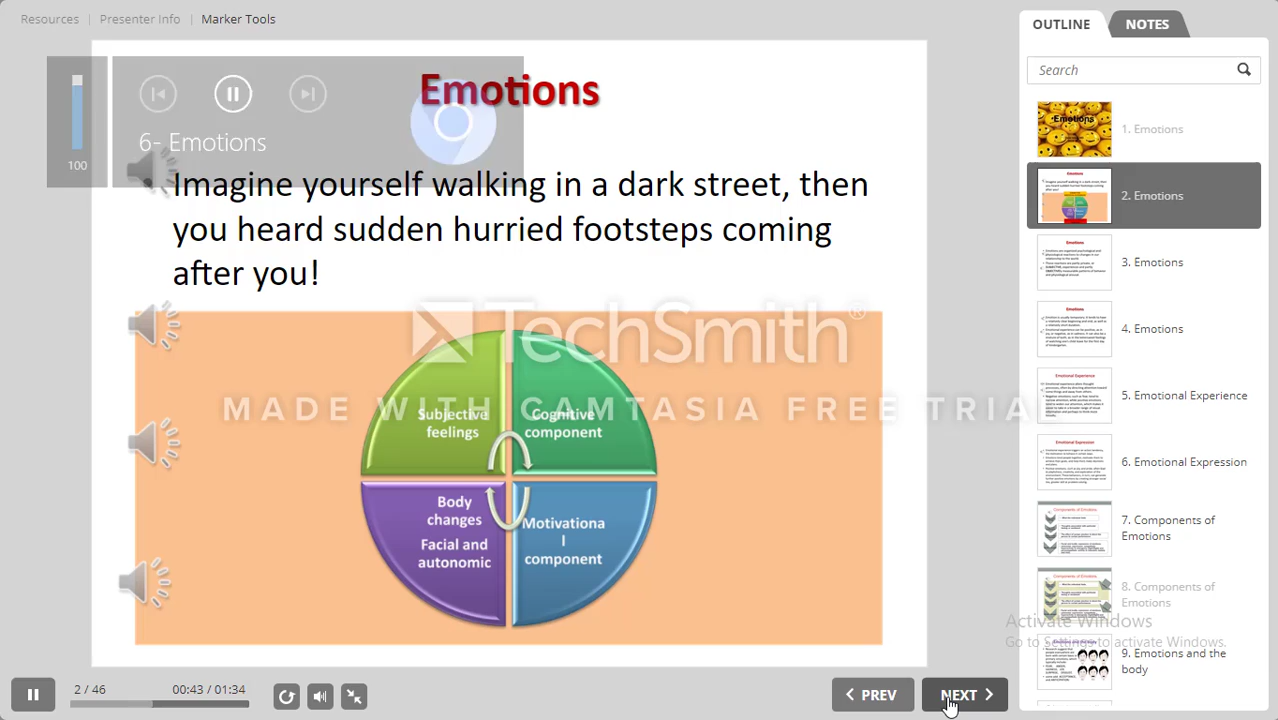 Resources | Presenter Info | Marker Tools
Emotions
6- Emotions
100
Imagine yourself walking in a dark street, then
you heard sudden hurried footsteps coming
after you!
TechSmith®
MADE WITH CAMTASIA FREE TRIAL
Subjective
feelings
Cognitive
component
Body
changes
Facial and
autonomic
Motivationa
l
component
2 / 46
00:43 / 01:34
PREV
NEXT
OUTLINE
NOTES
Search
Emotions
1. Emotions
2. Emotions
3. Emotions
4. Emotions
5. Emotional Experience
6. Emotional Expression
7. Components of
Emotions
8. Components of
Emotions
9. Emotions and the
body
Activate Windows
Go to Settings to activate Windows.